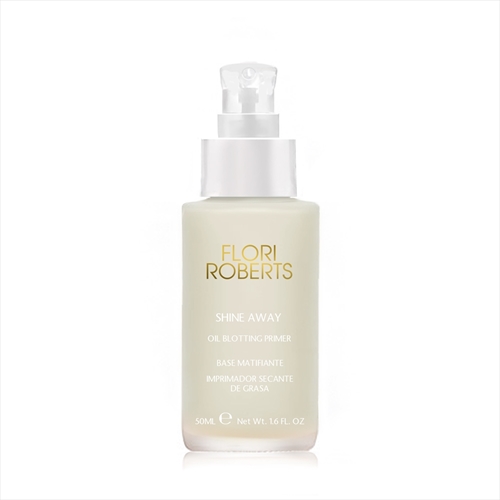 FLORI
ROBERTS
SHINE AWAY
OIL BLOTTING PRIMER
BASE MATIFIANTE
IMPRIMADOR SECANTE
DE GRASA
50ML ℮ Net Wt. 1.6 FL. OZ